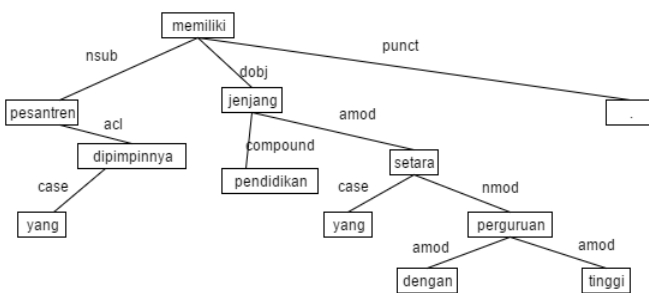 memiliki
nsub dobj punct
pesantren jenjang .
acl amod
dipimpinnya compound setara
case pendidikan case nmod
yang yang perguruan
amod amod
dengan tinggi